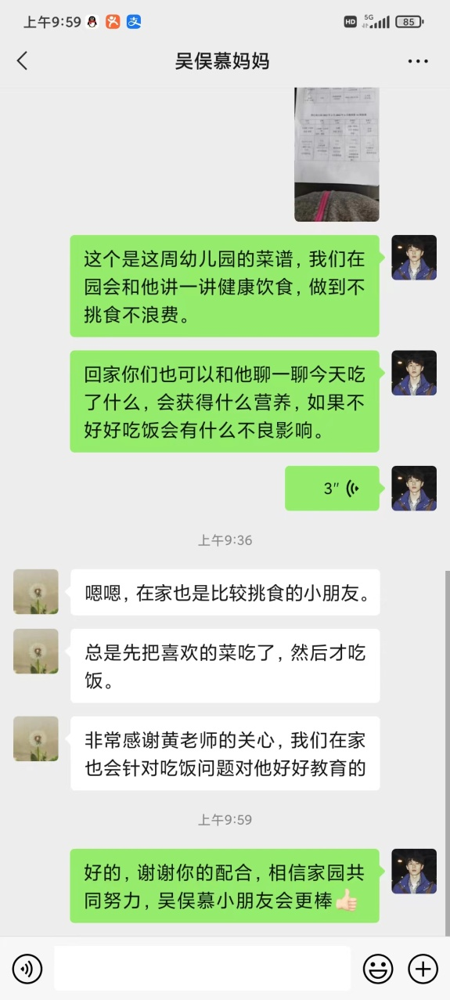 上午9:59
HD
5G
85
吴俣慕妈妈
这个是这周幼儿园的菜谱，我们在
园会和他讲一讲健康饮食，做到不
挑食不浪费。
回家你们也可以和他聊一聊今天吃
了什么，会获得什么营养，如果不
好好吃饭会有什么不良影响。
3″
上午9:36
嗯嗯，在家也是比较挑食的小朋友。
总是先把喜欢的菜吃了，然后才吃
饭。
非常感谢黄老师的关心，我们在家
也会针对吃饭问题对他好好教育的
上午9:59
好的，谢谢你的配合，相信家园共
同努力，吴俣慕小朋友会更棒👍🏻